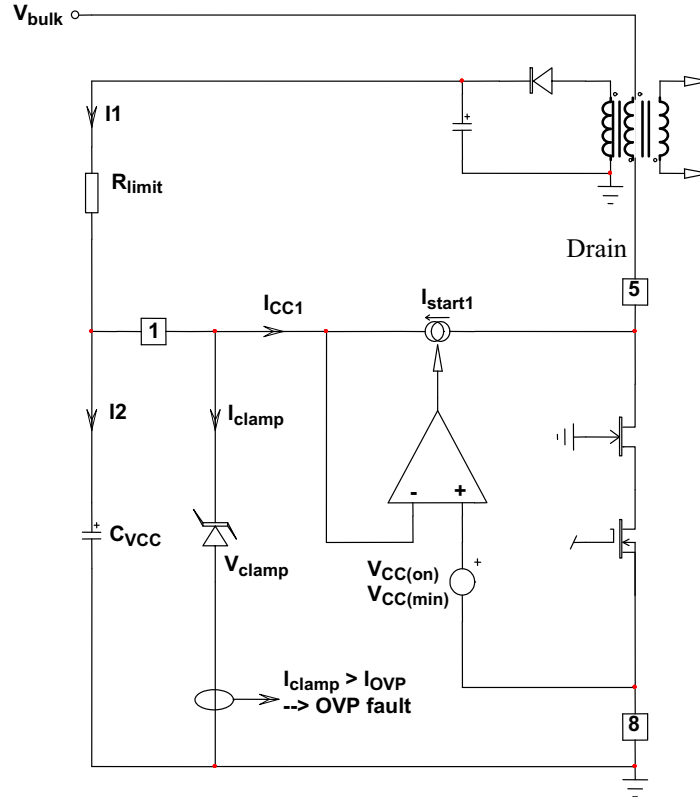 Vbulk
I1
Rlimit
Drain
5
ICC1
Istart1
1
I2
Iclamp
- +
CVCC
Vclamp
VCC(on)
VCC(min)
Iclamp > IOVP
--> OVP fault
8